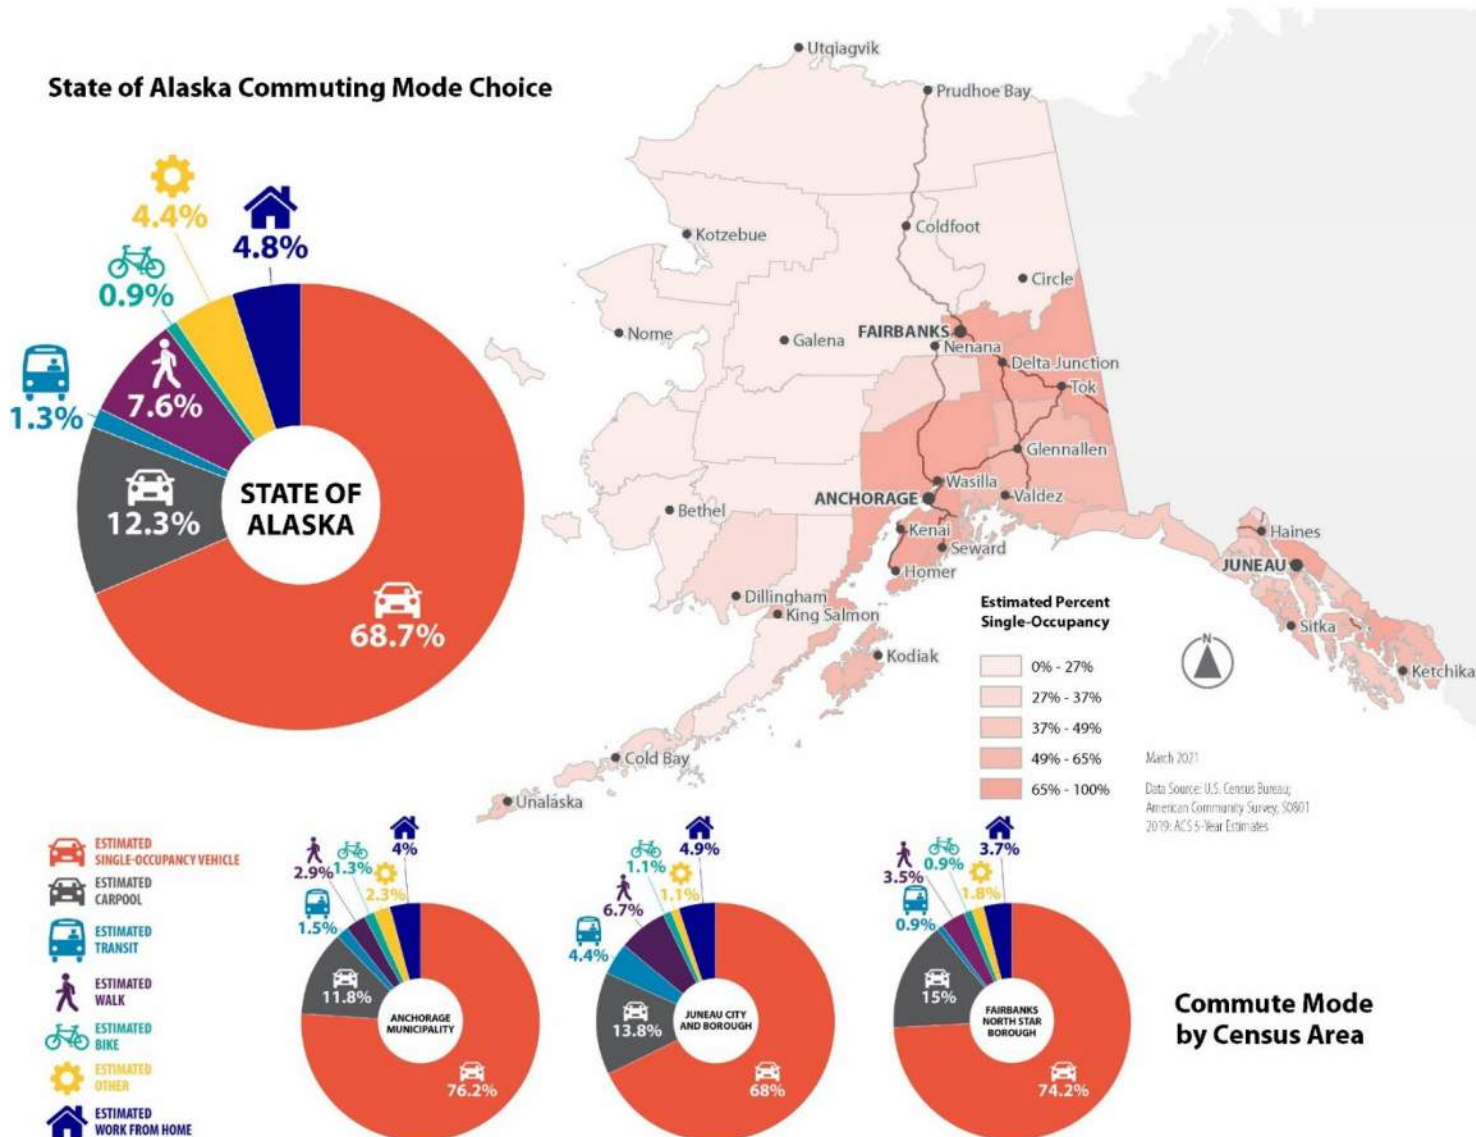 State of Alaska Commuting Mode Choice
4.4%
4.8%
0.9%
1.3%
7.6%
12.3%
STATE OF
ALASKA
68.7%
Utqiagvik
Prudhoe Bay
Kotzebue
Coldfoot
Circle
Nome
Galena
FAIRBANKS
Nenana
Delta Junction
Tok
Glennallen
Wasilla
ANCHORAGE
Valdez
Bethel
Kenai
Seward
Homer
Haines
JUNEAU
Dillingham
King Salmon
Sitka
Kodiak
Ketchika
Cold Bay
Unalaska
Estimated Percent
Single-Occupancy
0% - 27%
27% - 37%
37% - 49%
49% - 65%
65% - 100%
N
March 2021
Data Source: U.S. Census Bureau;
American Community Survey, S0801
2019: ACS 5-Year Estimates
ESTIMATED
SINGLE-OCCUPANCY VEHICLE
ESTIMATED
CARPOOL
ESTIMATED
TRANSIT
ESTIMATED
WALK
ESTIMATED
BIKE
ESTIMATED
OTHER
ESTIMATED
WORK FROM HOME
4%
2.9%
1.3%
2.3%
1.5%
11.8%
ANCHORAGE
MUNICIPALITY
76.2%
4.9%
1.1%
1.1%
6.7%
4.4%
13.8%
JUNEAU CITY
AND BOROUGH
68%
3.7%
0.9%
3.5%
1.8%
0.9%
15%
FAIRBANKS
NORTH STAR
BOROUGH
74.2%
Commute Mode
by Census Area